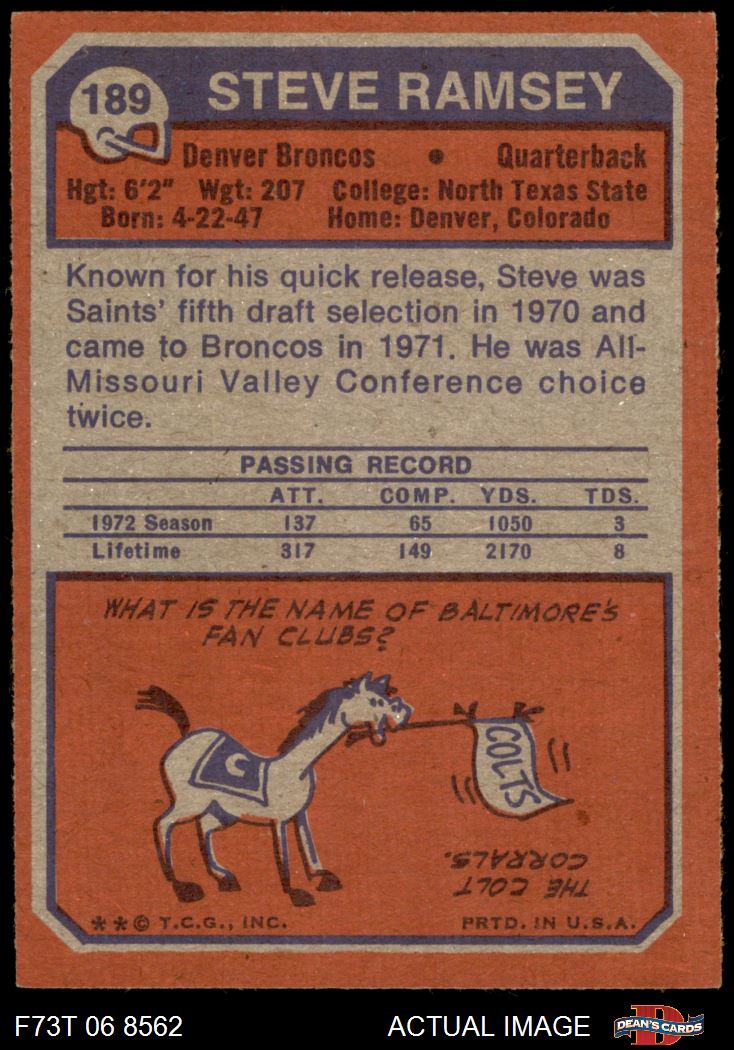 189
STEVE RAMSEY
Denver Broncos • Quarterback
Hgt: 6'2" Wgt: 207 College: North Texas State
Born: 4-22-47 Home: Denver, Colorado
Known for his quick release, Steve was
Saints' fifth draft selection in 1970 and
came to Broncos in 1971. He was All-
Missouri Valley Conference choice
twice.
PASSING RECORD
ATT. COMP. YDS. TDS.
1972 Season 137 65 1050 3
Lifetime 317 149 2170 8
WHAT IS THE NAME OF BALTIMORE'S
FAN CLUBS?
C
COLTS
THE COLT
CORRALS.
**© T.C.G., INC. PRTD. IN U.S.A.
F73T 06 8562 ACTUAL IMAGE
D
DEAN'S CARDS